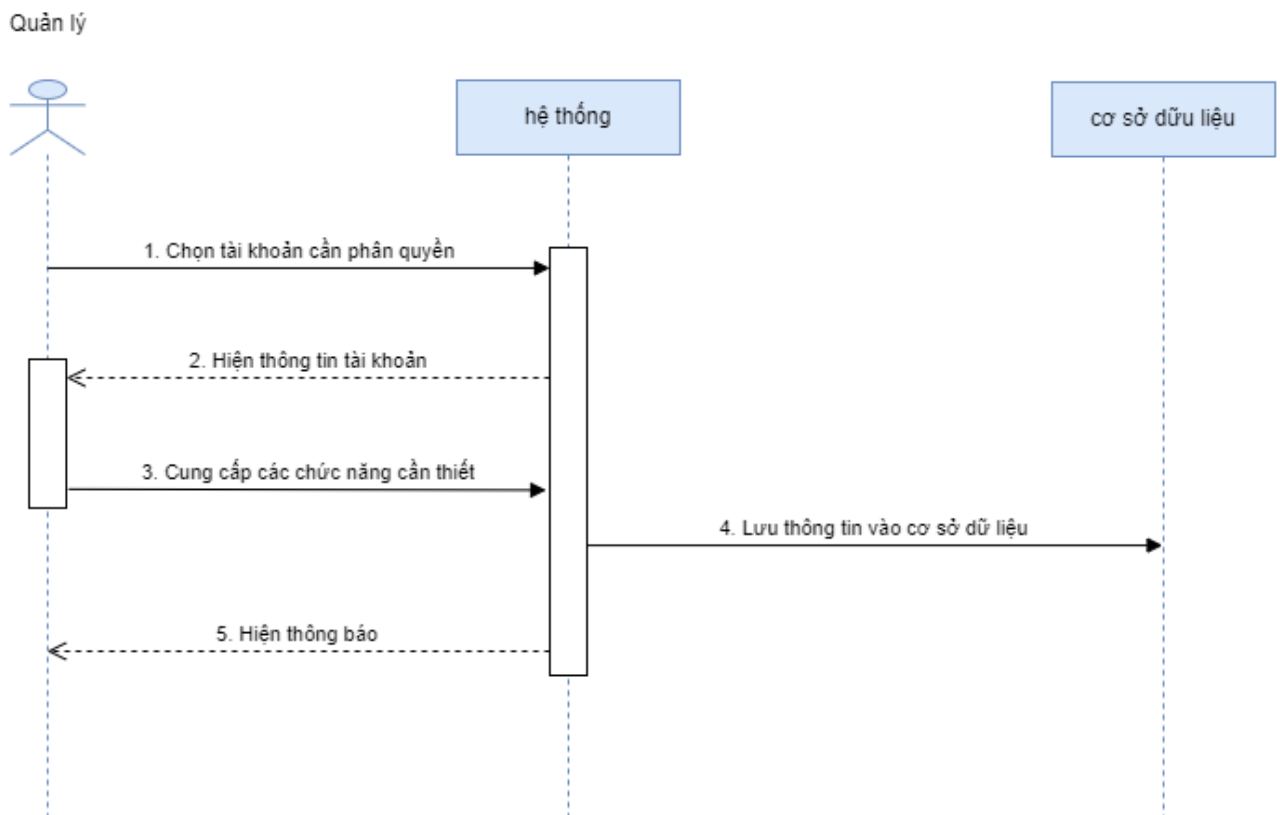 Quản lý
hệ thống
cơ sở dữu liệu
1. Chọn tài khoản cần phân quyền
2. Hiện thông tin tài khoản
3. Cung cấp các chức năng cần thiết
4. Lưu thông tin vào cơ sở dữ liệu
5. Hiện thông báo